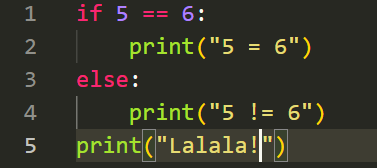 1 if 5 == 6:
2     print("5 = 6")
3 else:
4     print("5 != 6")
5 print("Lalala!")